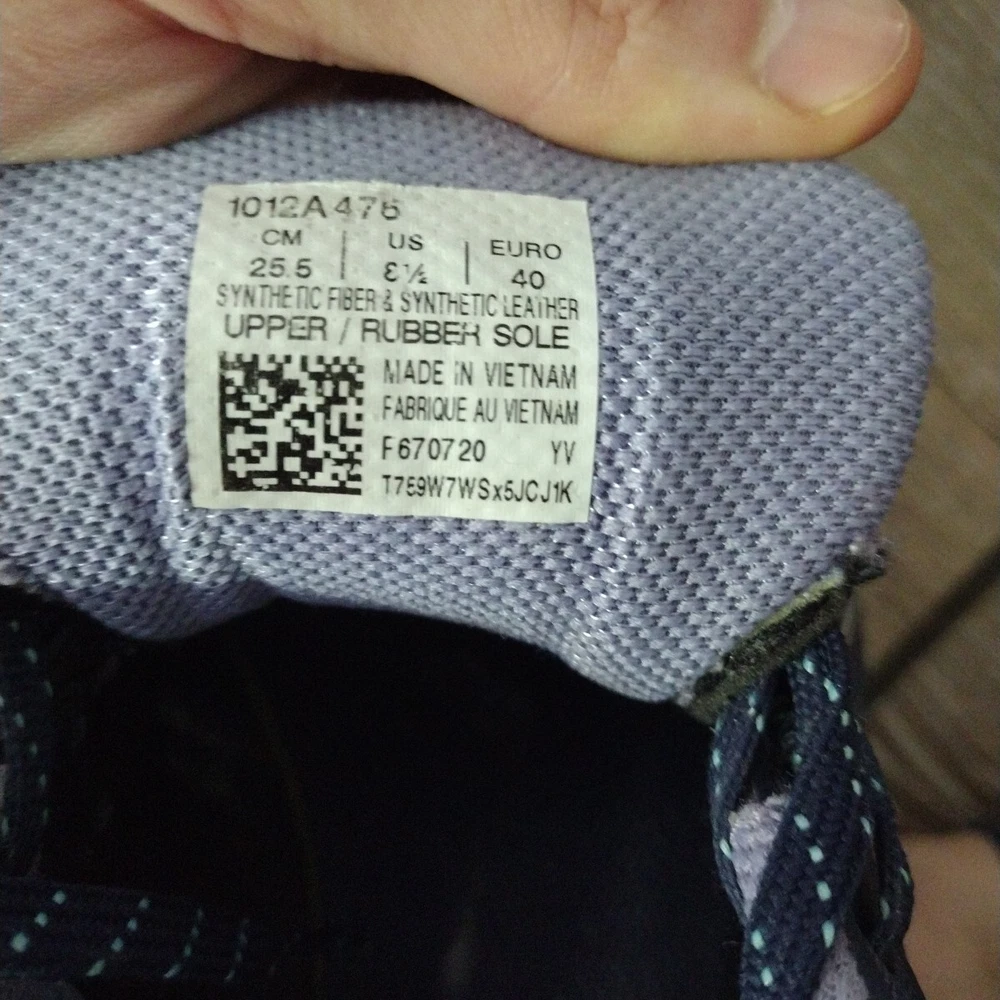 1012A476
CM | US | EURO
25.5 | 8½ | 40
SYNTHETIC FIBER & SYNTHETIC LEATHER
UPPER / RUBBER SOLE
MADE IN VIETNAM
FABRIQUE AU VIETNAM
F670720 YV
T759W7WSx5JCJ1K